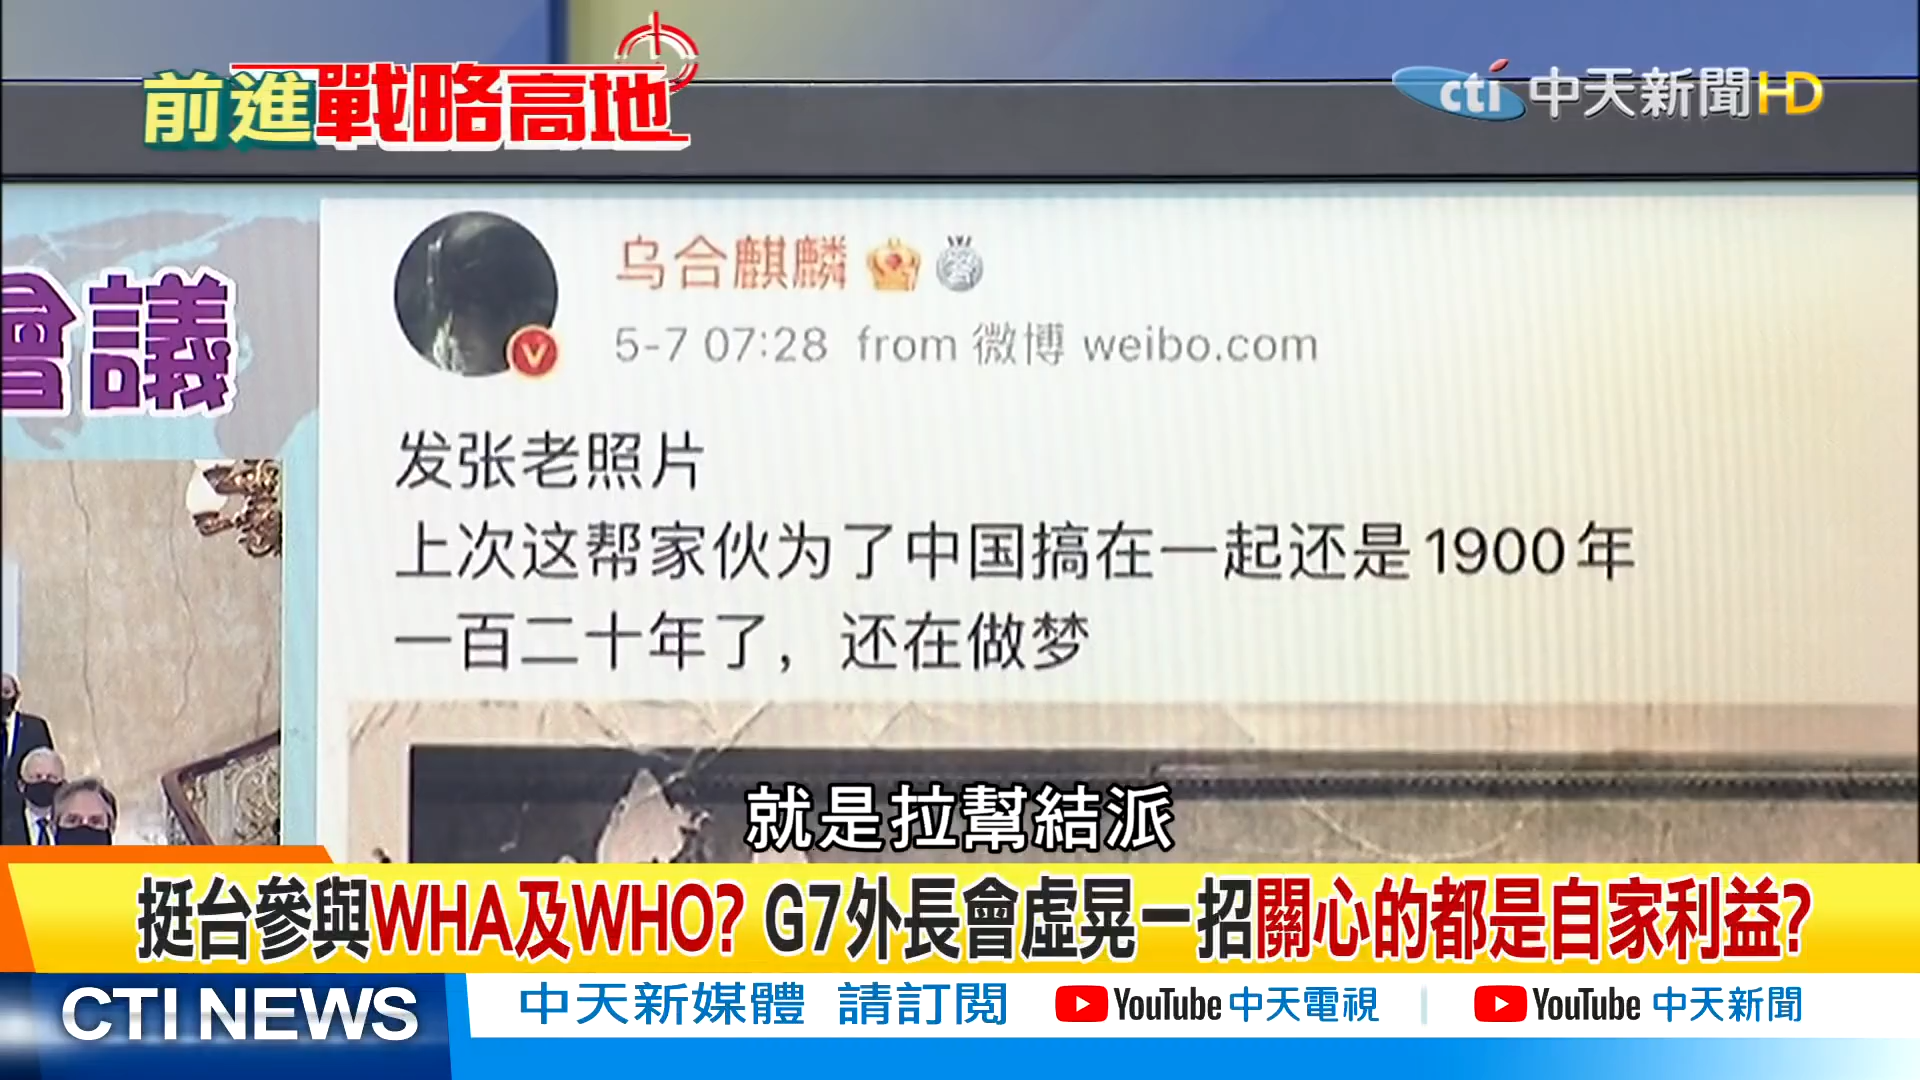 前進戰略高地
cti 中天新聞HD
會議
乌合麒麟
5-7 07:28 from 微博 weibo.com
发张老照片
上次这帮家伙为了中国搞在一起还是1900年
一百二十年了，还在做梦
就是拉幫結派
挺台參與WHA及WHO? G7外長會虛晃一招關心的都是自家利益?
CTI NEWS 中天新媒體 請訂閱 YouTube 中天電視 | YouTube 中天新聞